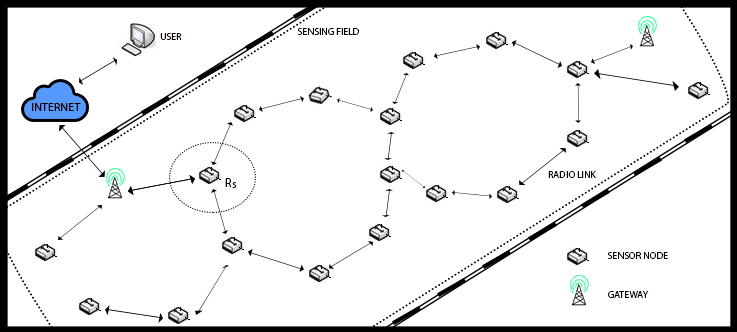 USER
SENSING FIELD
INTERNET
Rs
RADIO LINK
SENSOR NODE
GATEWAY